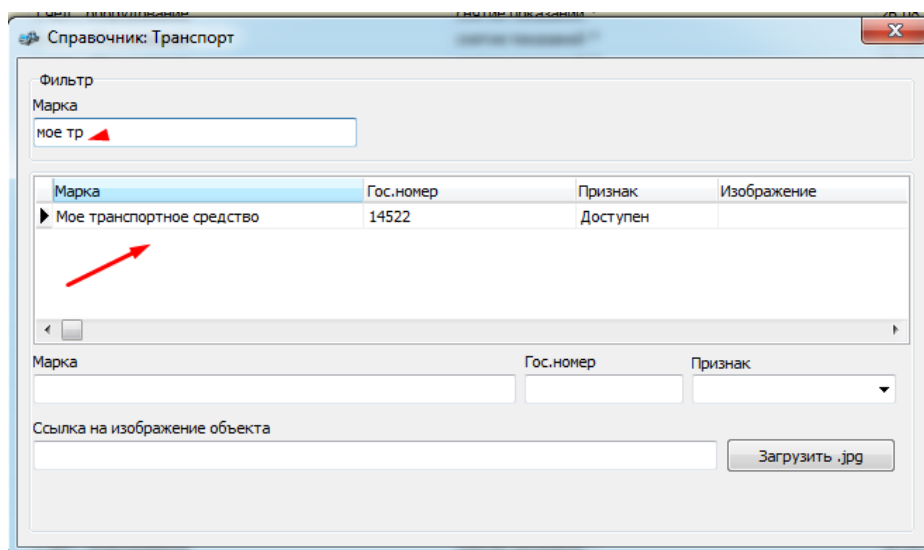 Справочник: Транспорт
Фильтр
Марка
мое тр
Марка Гос.номер Признак Изображение
Мое транспортное средство 14522 Доступен
Марка Гос.номер Признак
Ссылка на изображение объекта
Загрузить .jpg